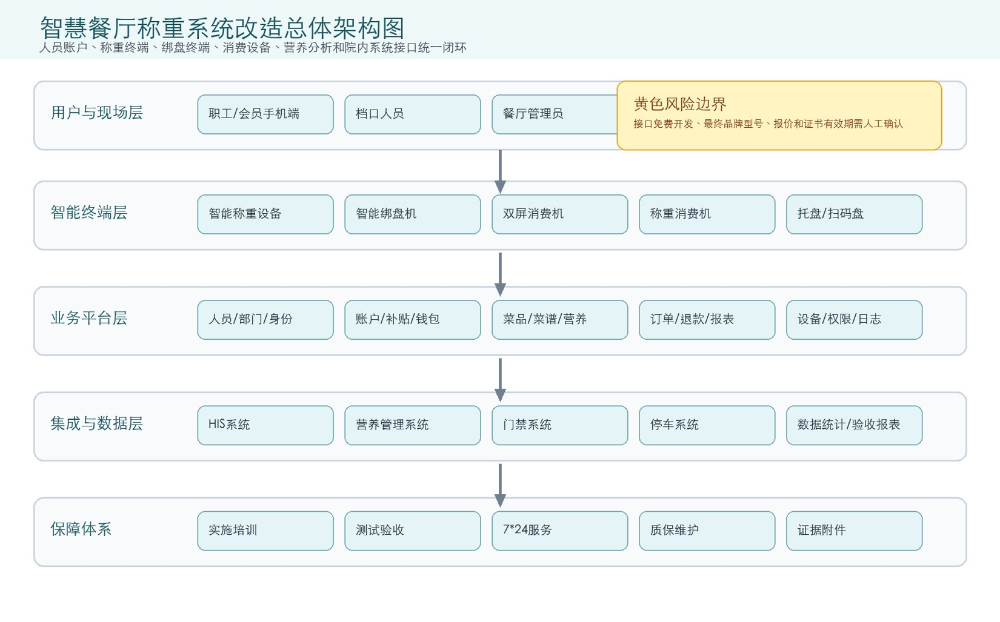 智慧餐厅称重系统改造总体架构图
人员账户、称重终端、绑盘终端、消费设备、营养分析和院内系统接口统一闭环
用户与现场层
职工/会员手机端
档口人员
餐厅管理员
黄色风险边界
接口免费开发、最终品牌型号、报价和证书有效期需人工确认
智能终端层
智能称重设备
智能绑盘机
双屏消费机
称重消费机
托盘/扫码盘
业务平台层
人员/部门/身份
账户/补贴/钱包
菜品/菜谱/营养
订单/退款/报表
设备/权限/日志
集成与数据层
HIS系统
营养管理系统
门禁系统
停车系统
数据统计/验收报表
保障体系
实施培训
测试验收
7*24服务
质保维护
证据附件